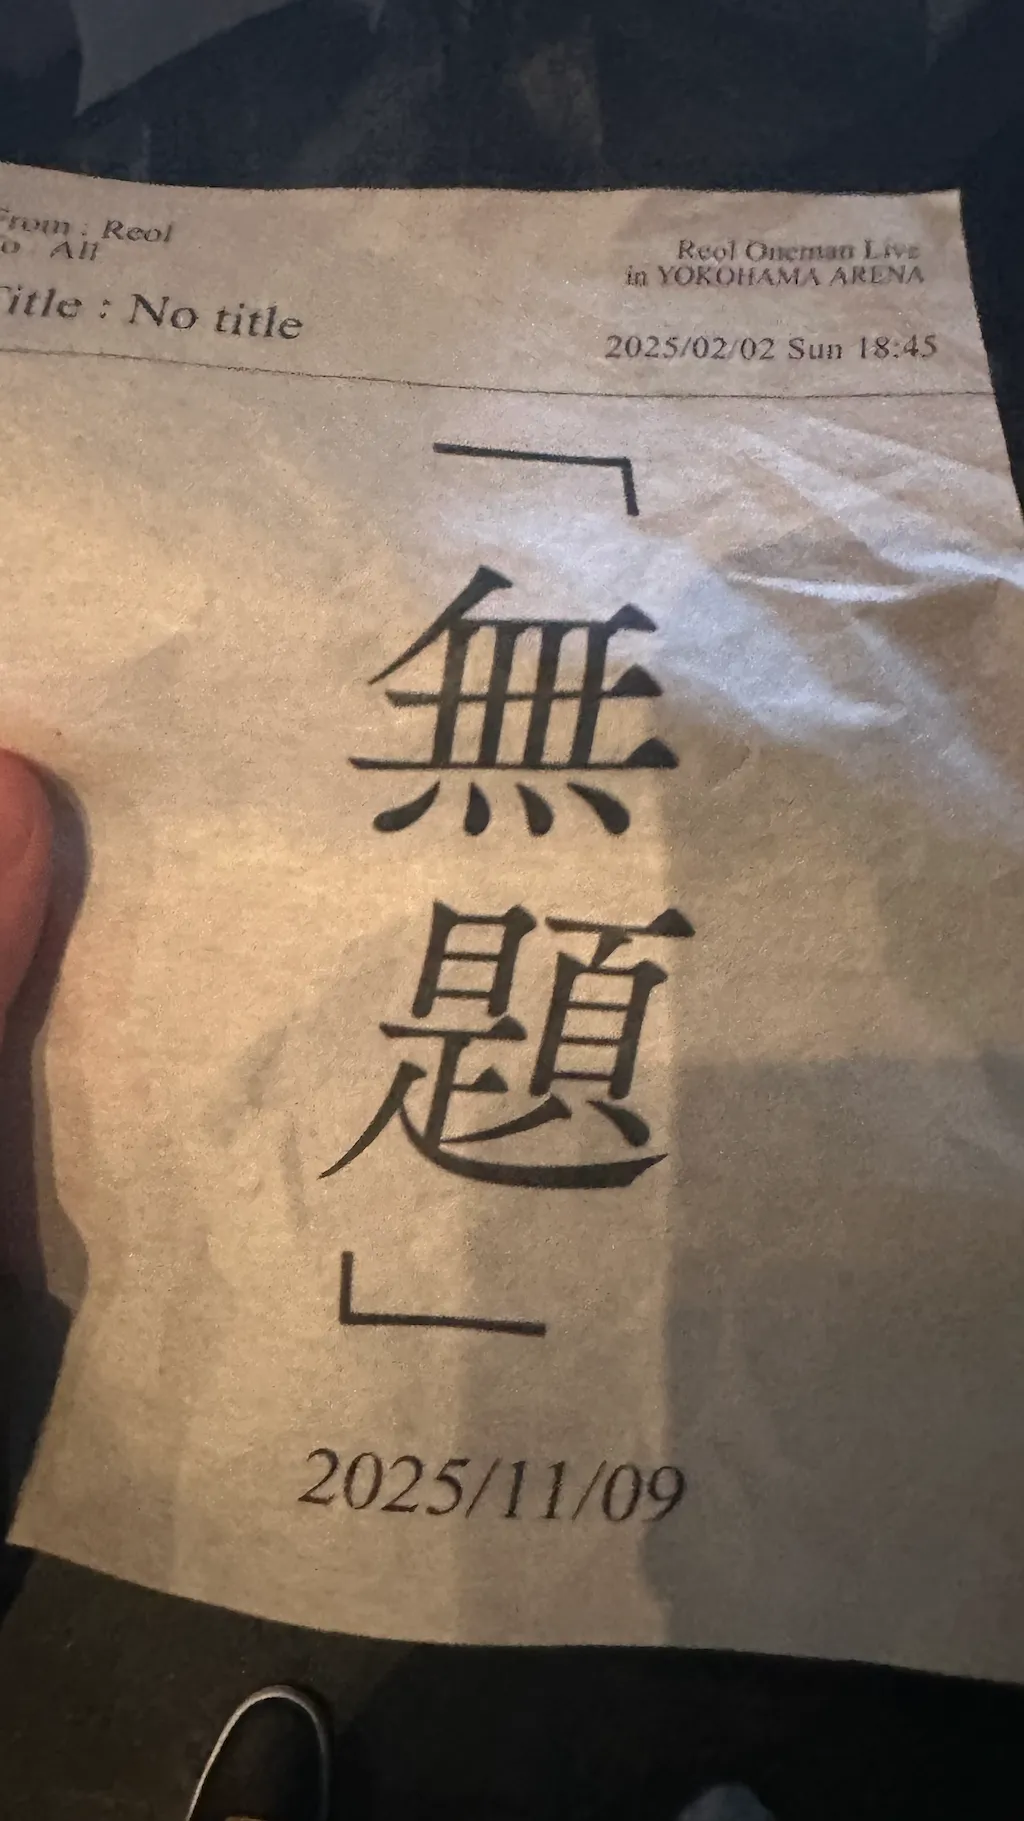 From : Reol
To : All
Title : No title
Reol Oneman Live
in YOKOHAMA ARENA
2025/02/02 Sun 18:45
「無題」
2025/11/09